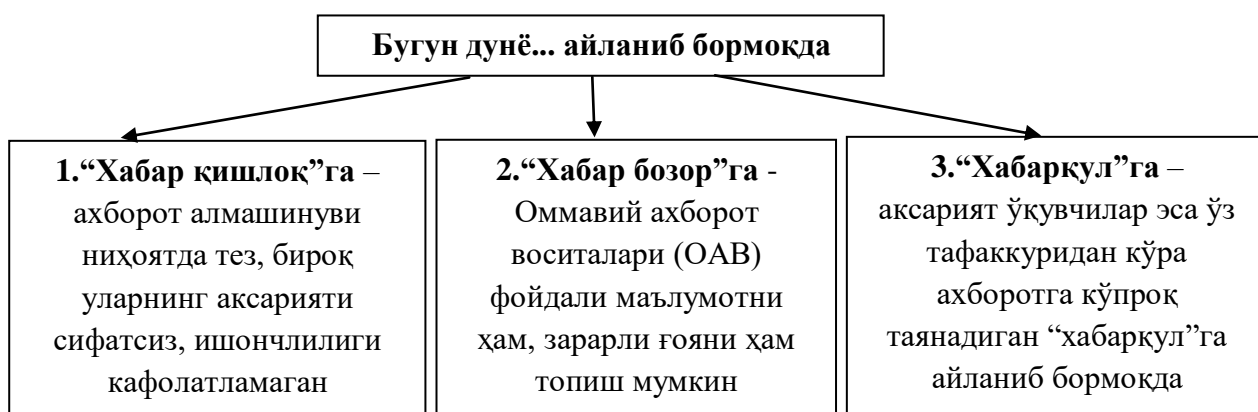 Бугун дунё... айланиб бормоқда
1.“Хабар қишлоқ”га –
ахборот алмашинуви
ниҳоятда тез, бироқ
уларнинг аксарияти
сифатсиз, ишончлилиги
кафолатламаган
2.“Хабар бозор”га -
Оммавий ахборот
воситалари (ОАВ)
фойдали маълумотни
ҳам, зарарли ғояни ҳам
топиш мумкин
3.“Хабарқул”га –
аксарият ўқувчилар эса ўз
тафаккуридан кўра
ахборотга кўпроқ
таянадиган “хабарқул”га
айланиб бормоқда